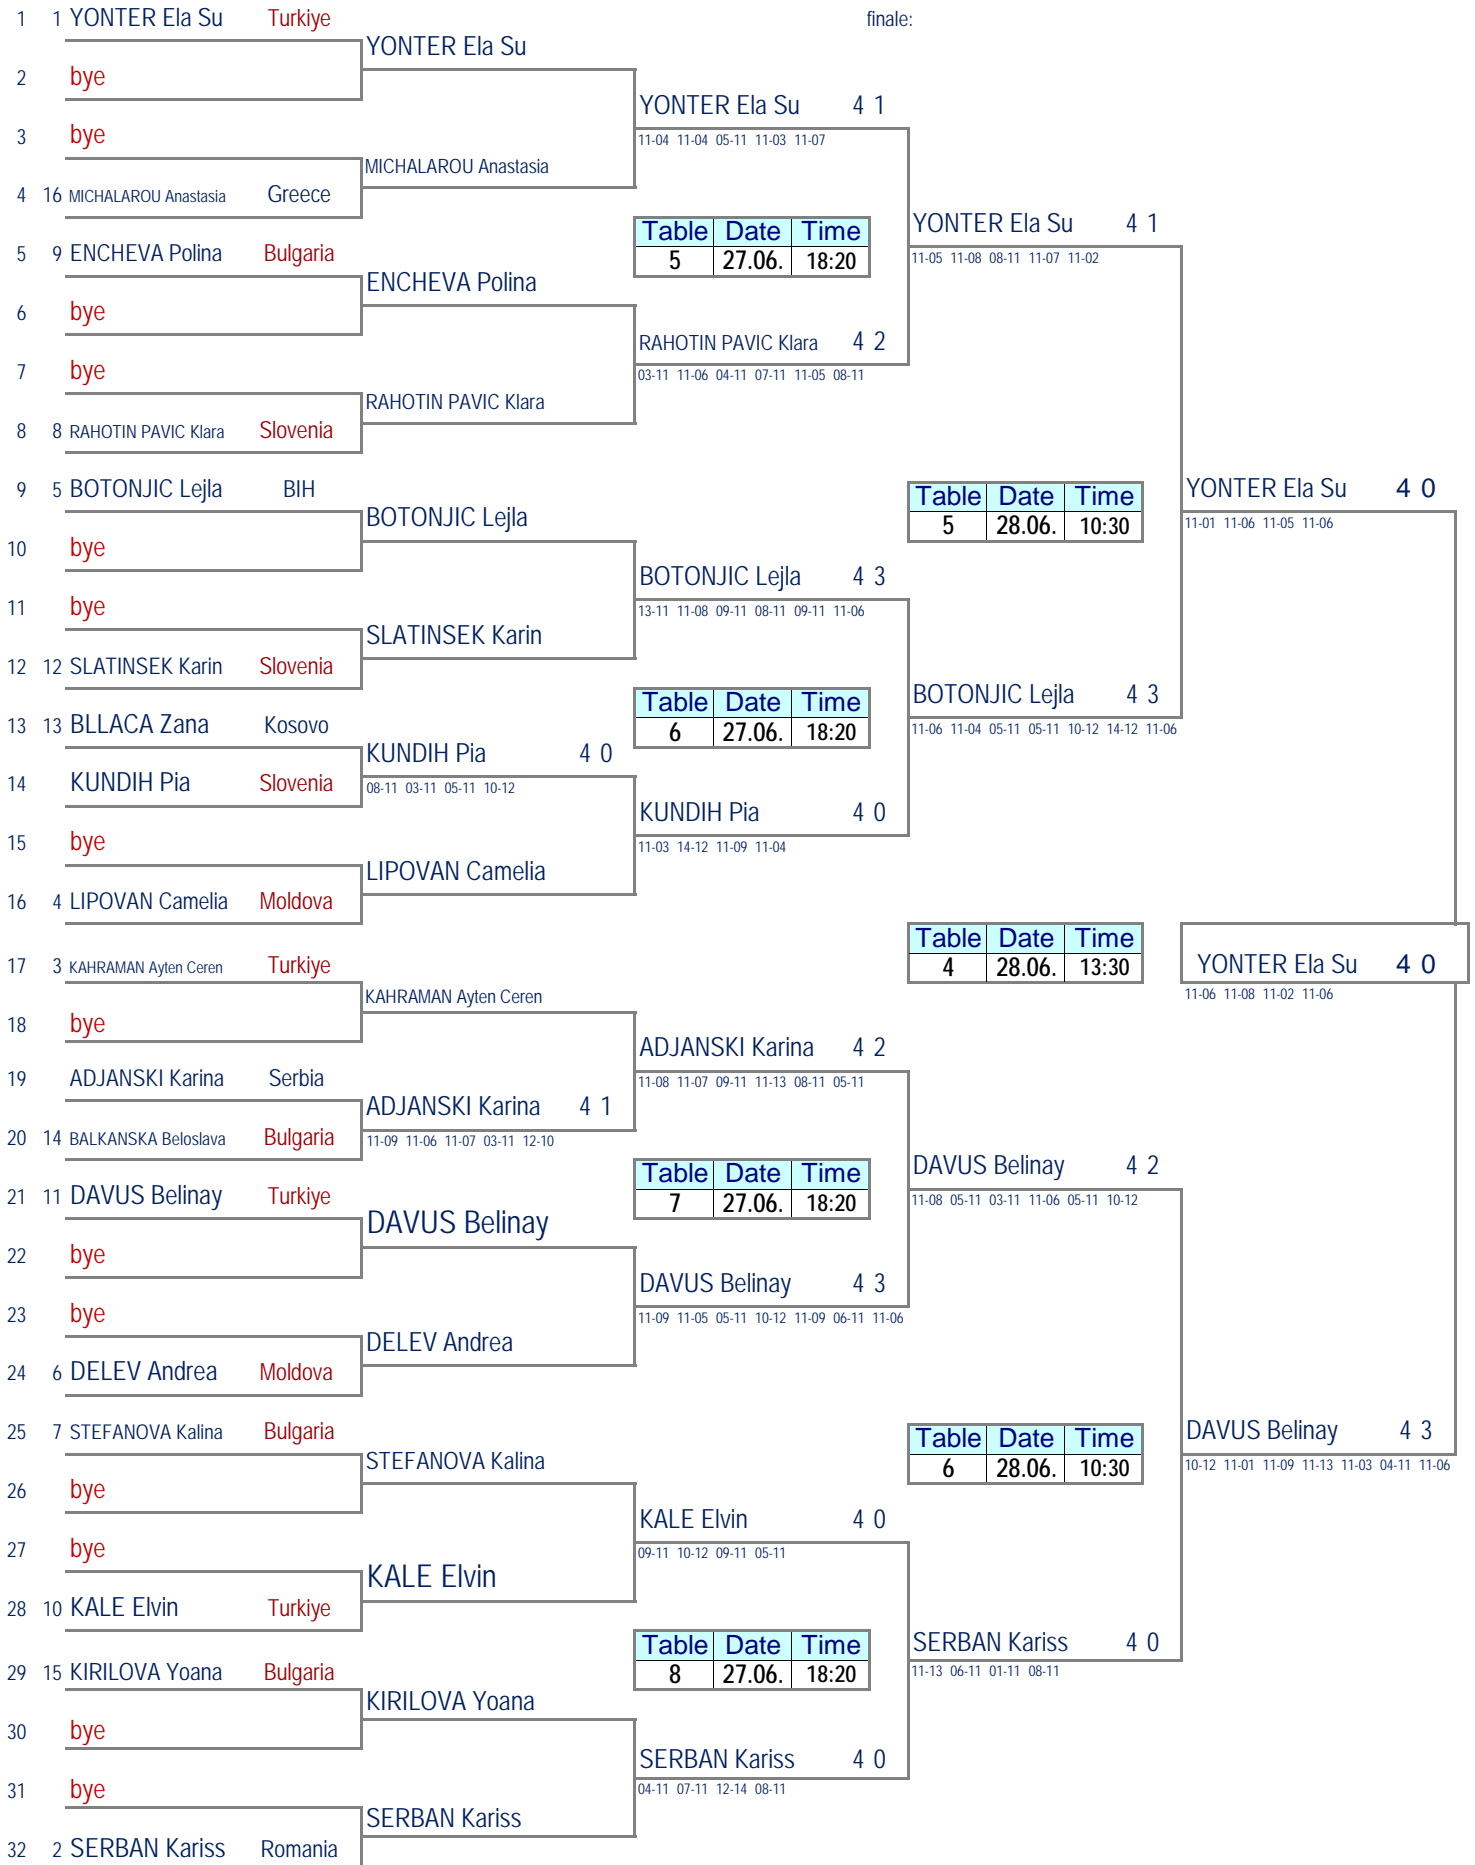 1 1 YONTER Ela Su Turkiye finale:
YONTER Ela Su
2 bye
YONTER Ela Su 4 1
3 bye 11-04 11-04 05-11 11-03 11-07
MICHALAROU Anastasia
4 16 MICHALAROU Anastasia Greece
YONTER Ela Su 4 1
Table Date Time
5 9 ENCHEVA Polina Bulgaria 5 27.06. 18:20 11-05 11-08 08-11 11-07 11-02
ENCHEVA Polina
6 bye
RAHOTIN PAVIC Klara 4 2
7 bye 03-11 11-06 04-11 07-11 11-05 08-11
RAHOTIN PAVIC Klara
8 8 RAHOTIN PAVIC Klara Slovenia
9 5 BOTONJIC Lejla BIH Table Date Time YONTER Ela Su 4 0
BOTONJIC Lejla 5 28.06. 10:30 11-01 11-06 11-05 11-06
10 bye
BOTONJIC Lejla 4 3
11 bye 13-11 11-08 09-11 08-11 09-11 11-06
SLATINSEK Karin
12 12 SLATINSEK Karin Slovenia
BOTONJIC Lejla 4 3
Table Date Time
13 13 BLLACA Zana Kosovo 6 27.06. 18:20 11-06 11-04 05-11 05-11 10-12 14-12 11-06
KUNDIH Pia 4 0
14 KUNDIH Pia Slovenia 08-11 03-11 05-11 10-12
KUNDIH Pia 4 0
15 bye 11-03 14-12 11-09 11-04
LIPOVAN Camelia
16 4 LIPOVAN Camelia Moldova
Table Date Time
17 3 KAHRAMAN Ayten Ceren Turkiye 4 28.06. 13:30 YONTER Ela Su 4 0
KAHRAMAN Ayten Ceren 11-06 11-08 11-02 11-06
18 bye
ADJANSKI Karina 4 2
19 ADJANSKI Karina Serbia 11-08 11-07 09-11 11-13 08-11 05-11
ADJANSKI Karina 4 1
20 14 BALKANSKA Beloslava Bulgaria 11-09 11-06 11-07 03-11 12-10
DAVUS Belinay 4 2
Table Date Time
21 11 DAVUS Belinay Turkiye 7 27.06. 18:20 11-08 05-11 03-11 11-06 05-11 10-12
DAVUS Belinay
22 bye
DAVUS Belinay 4 3
23 bye 11-09 11-05 05-11 10-12 11-09 06-11 11-06
DELEV Andrea
24 6 DELEV Andrea Moldova
25 7 STEFANOVA Kalina Bulgaria Table Date Time DAVUS Belinay 4 3
STEFANOVA Kalina 6 28.06. 10:30 10-12 11-01 11-09 11-13 11-03 04-11 11-06
26 bye
KALE Elvin 4 0
27 bye 09-11 10-12 09-11 05-11
KALE Elvin
28 10 KALE Elvin Turkiye
SERBAN Kariss 4 0
Table Date Time
29 15 KIRILOVA Yoana Bulgaria 8 27.06. 18:20 11-13 06-11 01-11 08-11
KIRILOVA Yoana
30 bye
SERBAN Kariss 4 0
31 bye 04-11 07-11 12-14 08-11
SERBAN Kariss
32 2 SERBAN Kariss Romania